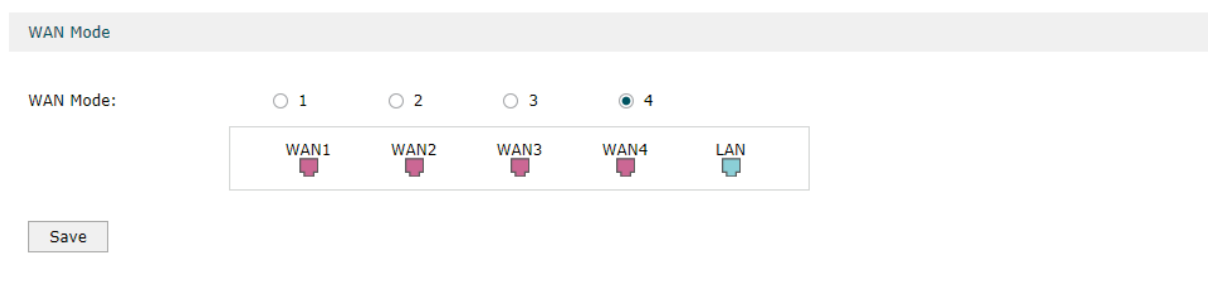 WAN Mode
WAN Mode: 1 2 3 4
WAN1 WAN2 WAN3 WAN4 LAN
Save